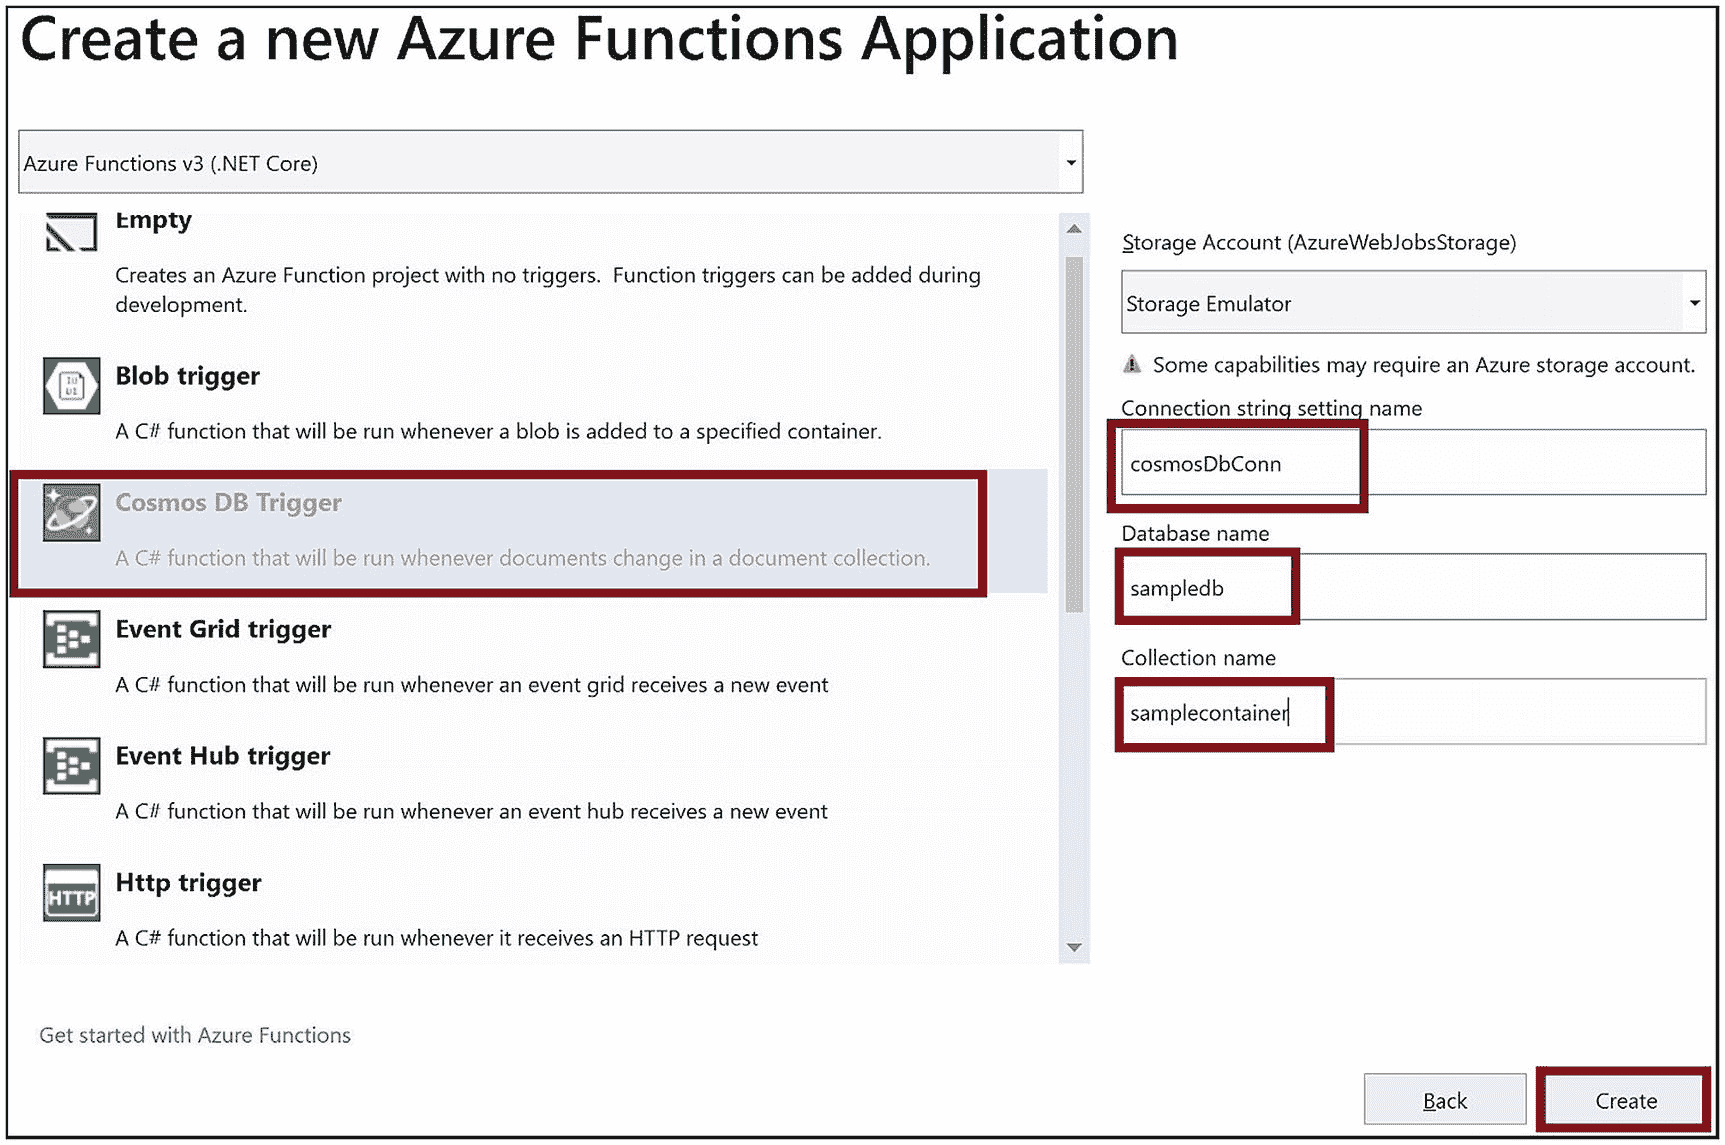 Create a new Azure Functions Application
Azure Functions v3 (.NET Core)
Empty
Creates an Azure Function project with no triggers.  Function triggers can be added during
development.
Blob trigger
A C# function that will be run whenever a blob is added to a specified container.
Cosmos DB Trigger
A C# function that will be run whenever documents change in a document collection.
Event Grid trigger
A C# function that will be run whenever an event grid receives a new event
Event Hub trigger
A C# function that will be run whenever an event hub receives a new event
HTTP
Http trigger
A C# function that will be run whenever it receives an HTTP request
Storage Account (AzureWebJobsStorage)
Storage Emulator
Some capabilities may require an Azure storage account.
Connection string setting name
cosmosDbConn
Database name
sampledb
Collection name
samplecontainer
Get started with Azure Functions
Back
Create